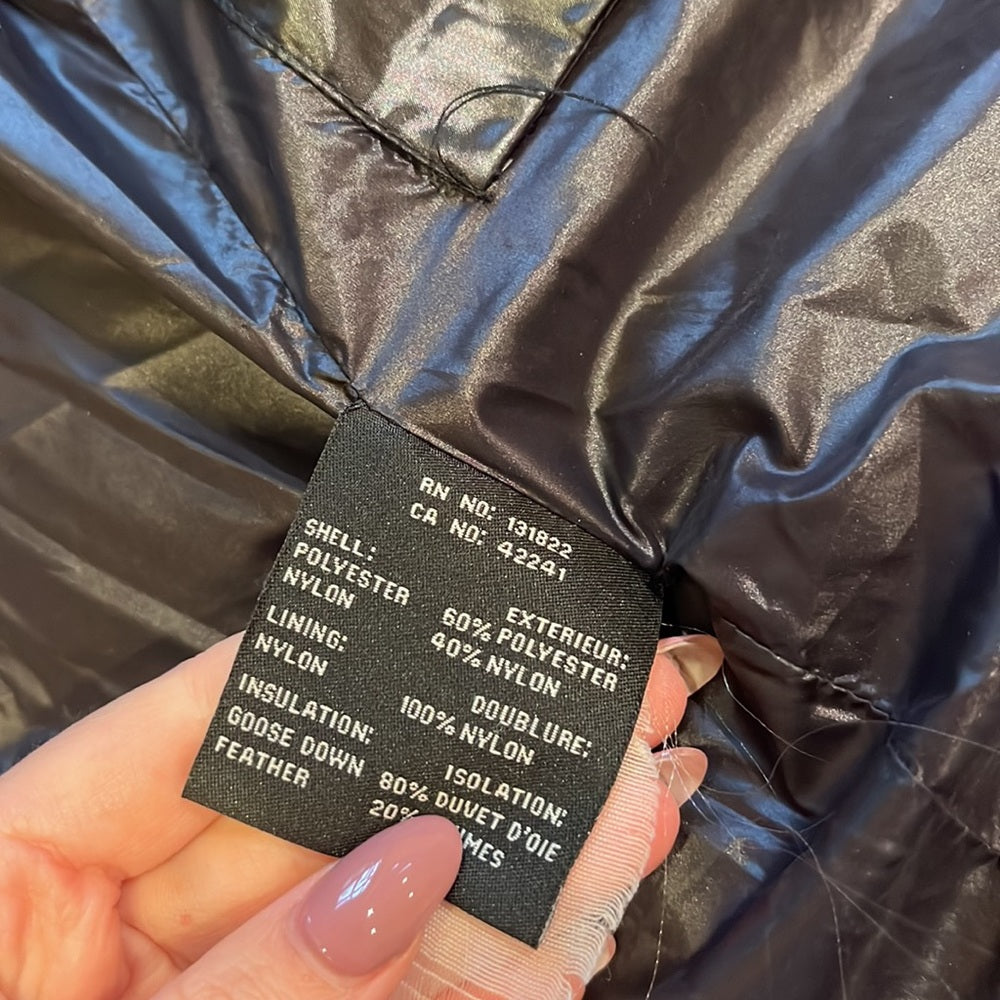 RN NO: 131822
CA NO: 42241
SHELL: EXTERIEUR:
POLYESTER 60% POLYESTER
NYLON 40% NYLON
LINING: DOUBLURE:
NYLON 100% NYLON
INSULATION: ISOLATION:
GOOSE DOWN 80% DUVET D'OIE
FEATHER 20%